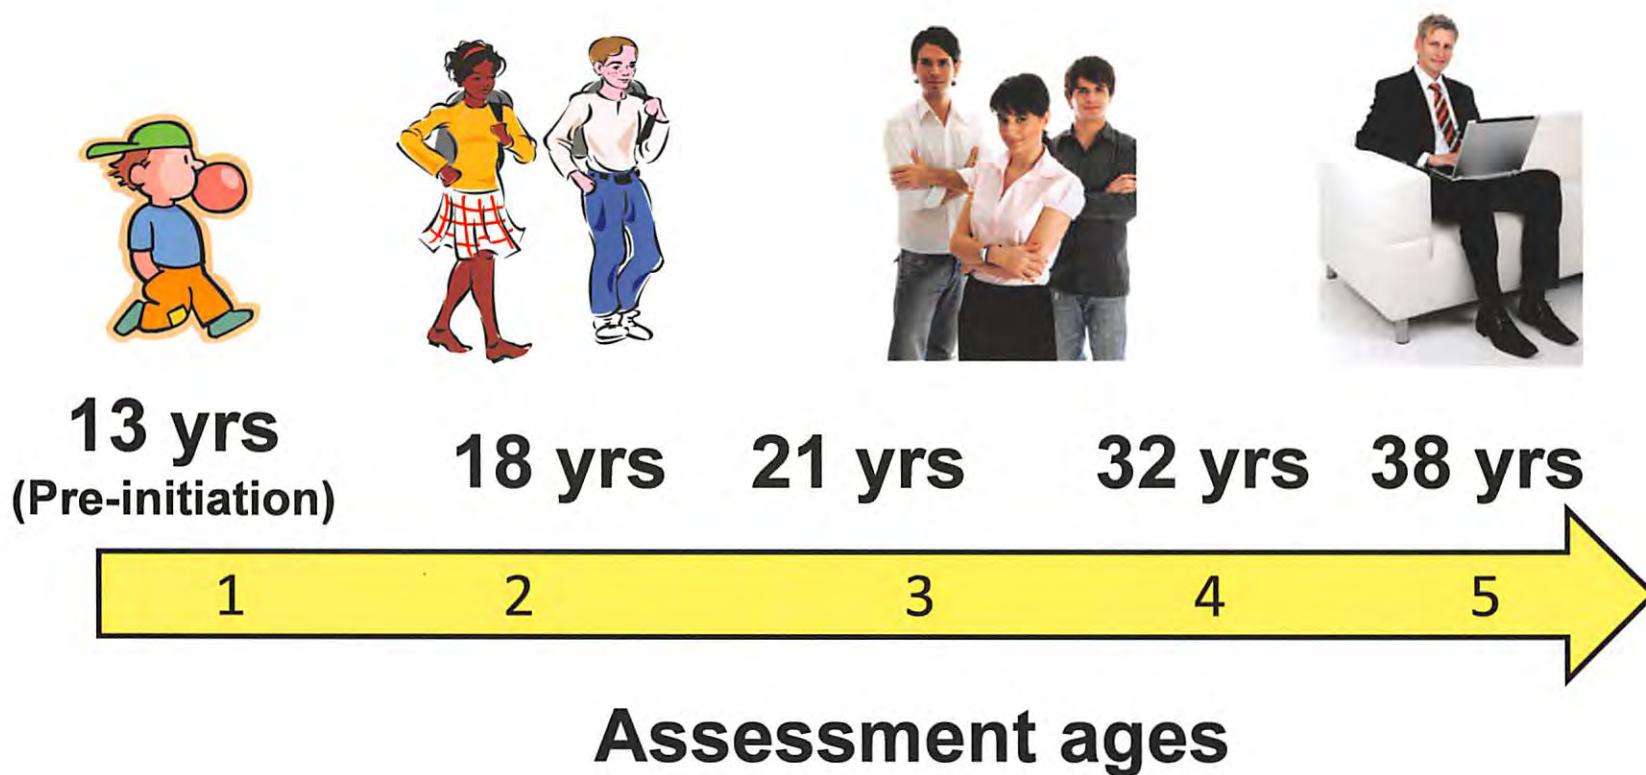 13 yrs
(Pre-initiation)
18 yrs
21 yrs
32 yrs
38 yrs
1 2 3 4 5
Assessment ages